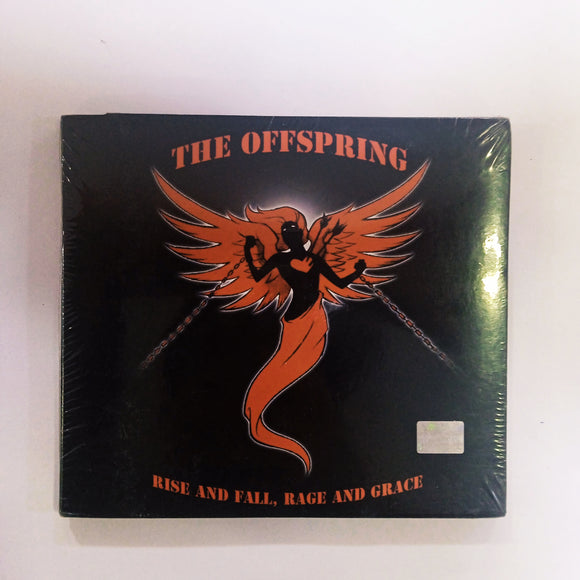 THE OFFSPRING
RISE AND FALL, RAGE AND GRACE